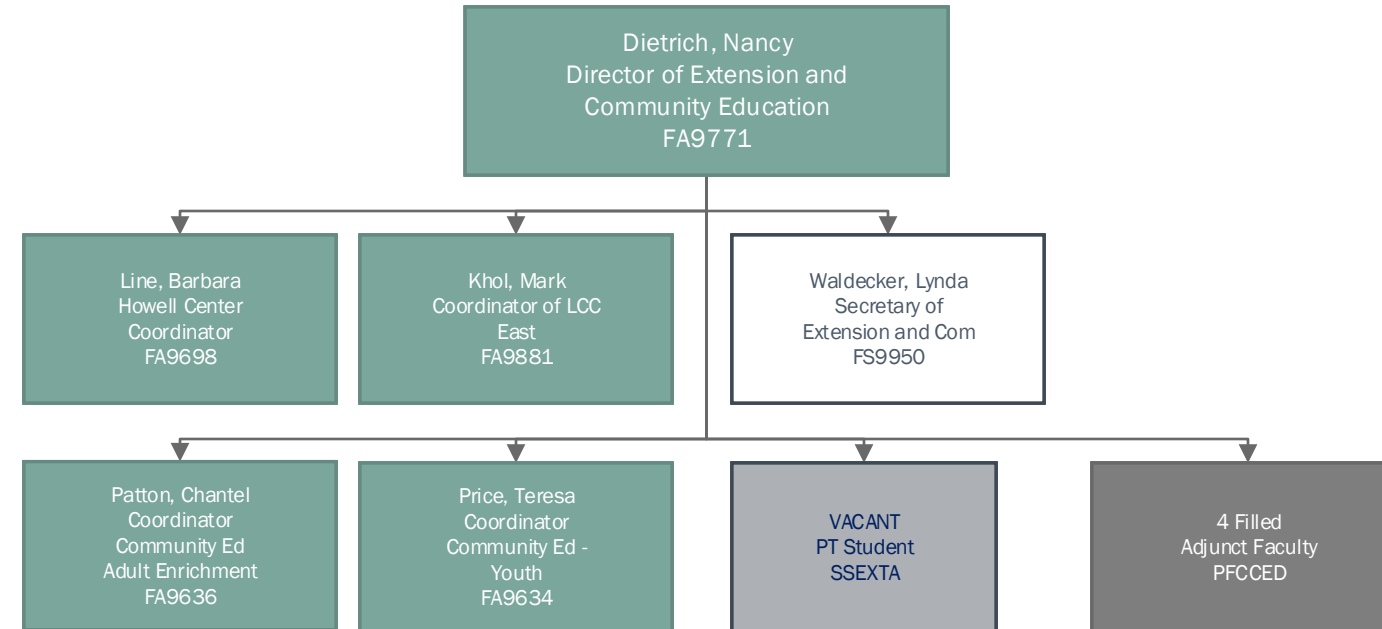 Dietrich, Nancy
Director of Extension and
Community Education
FA9771
Line, Barbara
Howell Center
Coordinator
FA9698
Khol, Mark
Coordinator of LCC
East
FA9881
Waldecker, Lynda
Secretary of
Extension and Com
FS9950
Patton, Chantel
Coordinator
Community Ed
Adult Enrichment
FA9636
Price, Teresa
Coordinator
Community Ed -
Youth
FA9634
VACANT
PT Student
SSEXTA
4 Filled
Adjunct Faculty
PFCCED